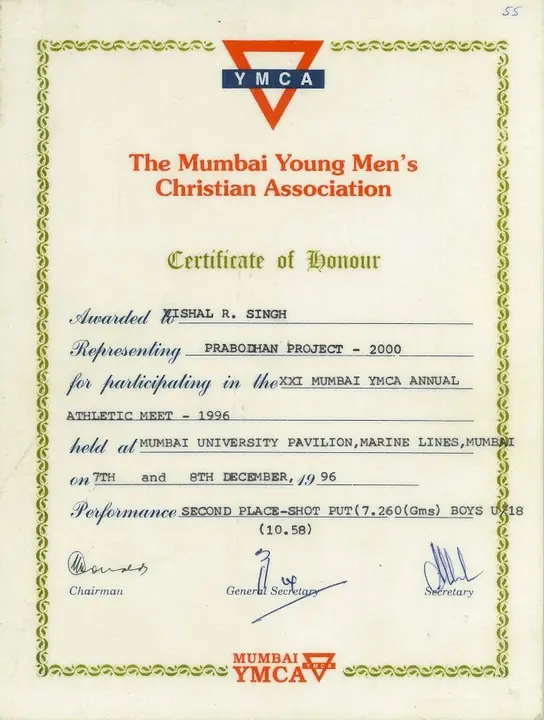 55
YMCA
The Mumbai Young Men's
Christian Association
Certificate of Honour
Awarded to VISHAL R. SINGH
Representing PRABODHAN PROJECT - 2000
for participating in the XXI MUMBAI YMCA ANNUAL
ATHLETIC MEET - 1996
held at MUMBAI UNIVERSITY PAVILION, MARINE LINES, MUMBAI
on 7TH and 8TH DECEMBER, 1996
Performance SECOND PLACE-SHOT PUT(7.260(Gms) BOYS U/18
(10.58)
Chairman General Secretary Secretary
MUMBAI
YMCA YMCA